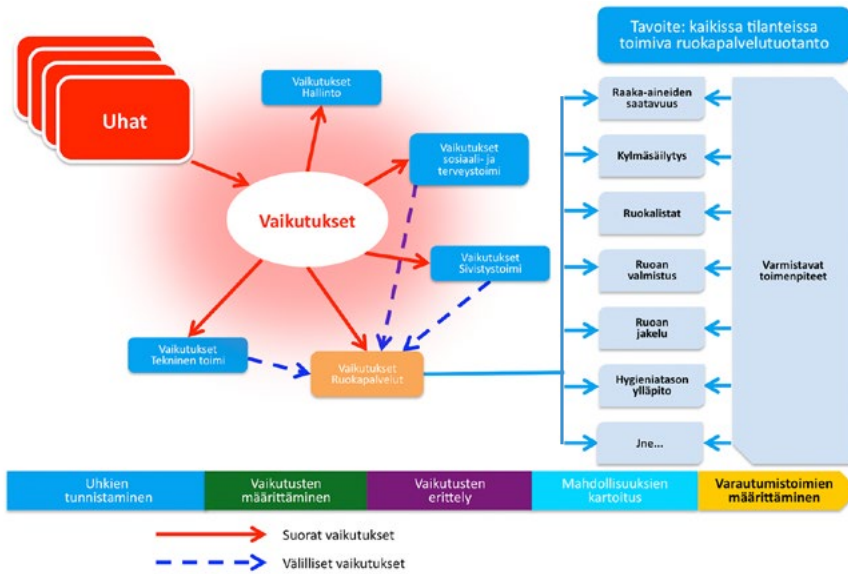 Tavoite: kaikissa tilanteissa
toimiva ruokapalvelutuotanto
Uhat
Vaikutukset
Hallinto
Vaikutukset
sosiaali- ja
terveystoimi
Vaikutukset
Vaikutukset
Sivistystoimi
Vaikutukset
Tekninen toimi
Vaikutukset
Ruokapalvelut
Raaka-aineiden
saatavuus
Kylmäsäilytys
Ruokalistat
Ruoan
valmistus
Ruoan
jakelu
Hygieniatason
ylläpito
Jne...
Varmistavat
toimenpiteet
Uhkien
tunnistaminen
Vaikutusten
määrittäminen
Vaikutusten
erittely
Mahdollisuuksien
kartoitus
Varautumistoimien
määrittäminen
Suorat vaikutukset
Välilliset vaikutukset